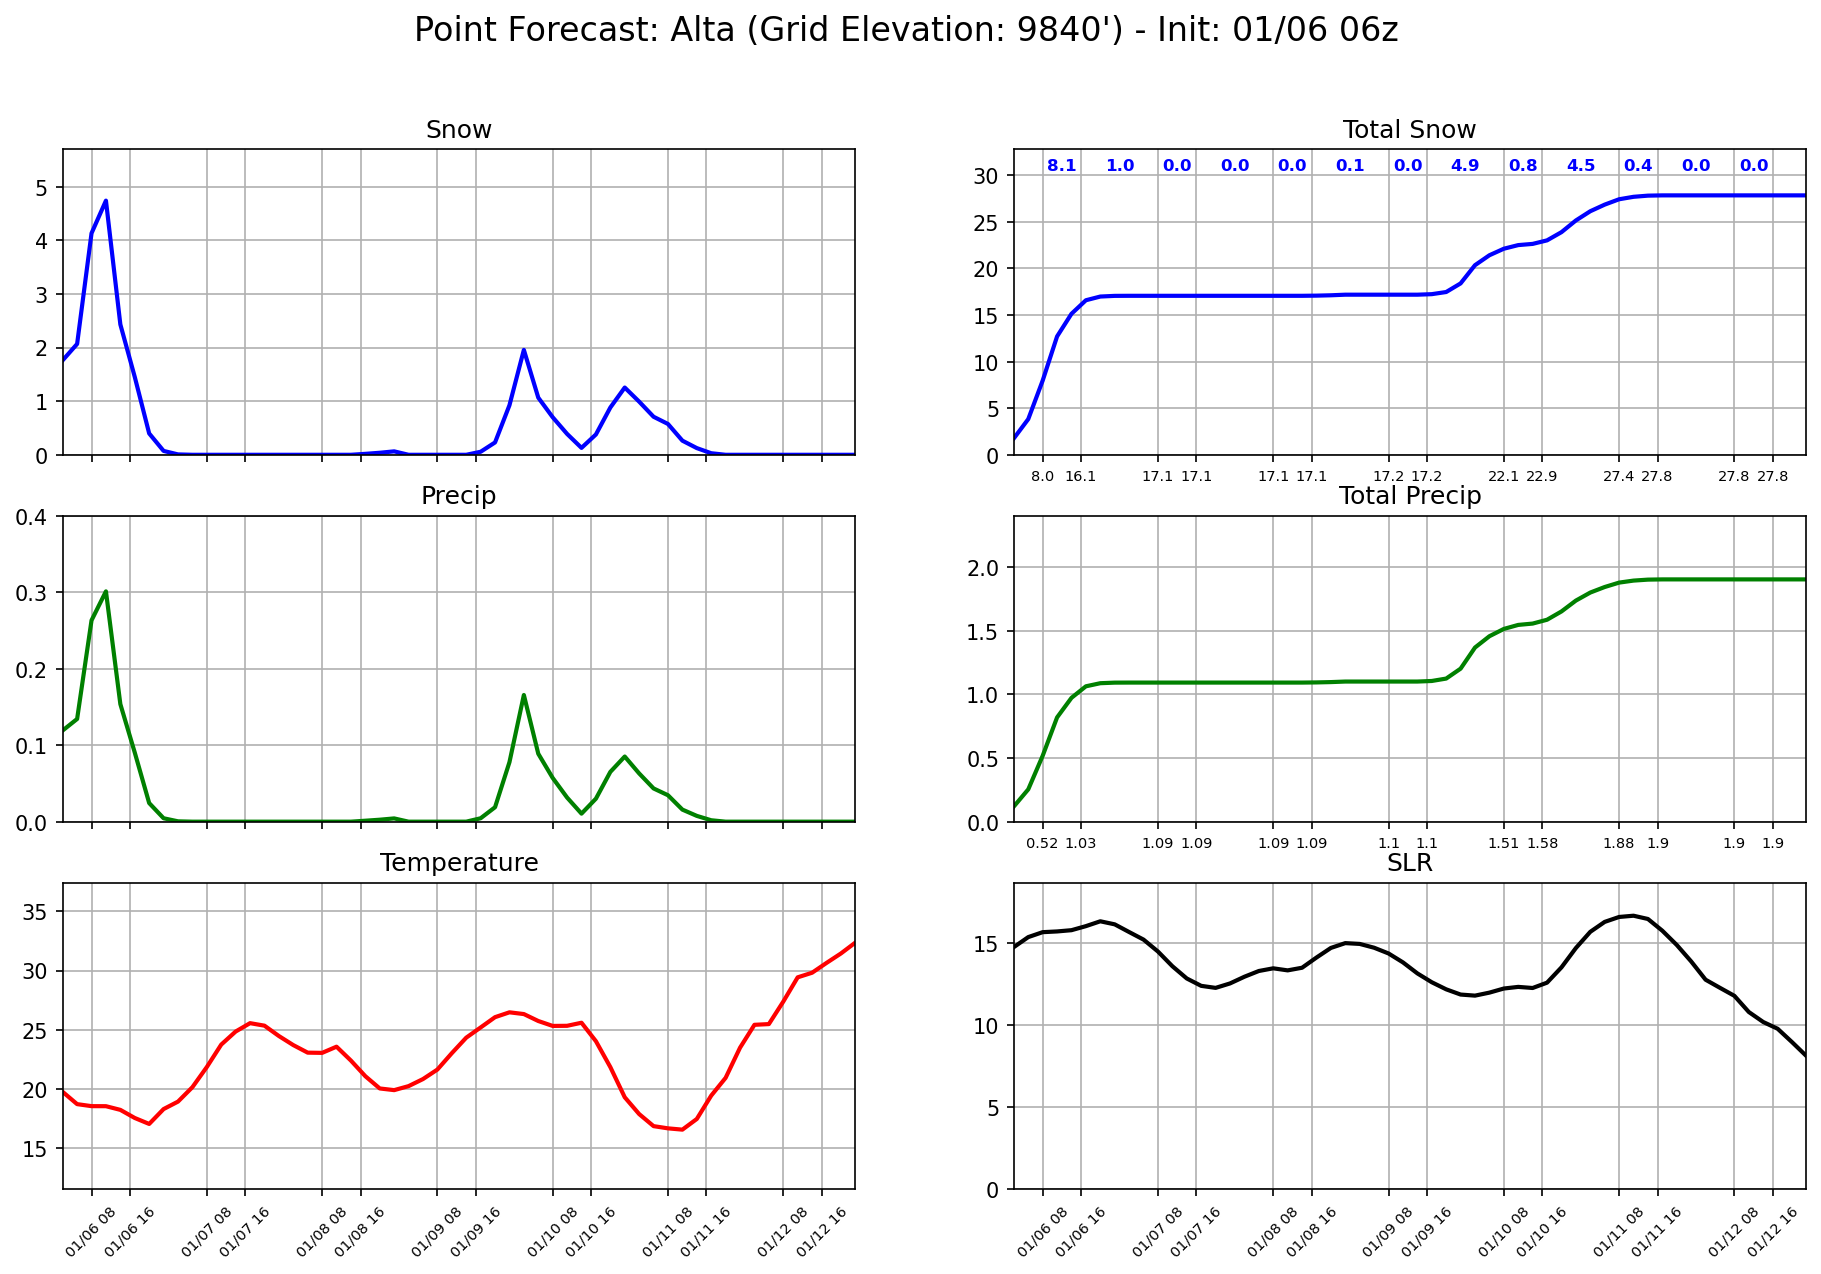 Point Forecast: Alta (Grid Elevation: 9840') - Init: 01/06 06z
Snow
5
4
3
2
1
0
Total Snow
8.1 1.0 0.0 0.0 0.0 0.1 0.0 4.9 0.8 4.5 0.4 0.0 0.0
30
25
20
15
10
5
0
8.0 16.1 17.1 17.1 17.1 17.1 17.2 17.2 22.1 22.9 27.4 27.8 27.8 27.8
Precip
0.4
0.3
0.2
0.1
0.0
Total Precip
2.0
1.5
1.0
0.5
0.0
0.52 1.03 1.09 1.09 1.09 1.09 1.1 1.1 1.51 1.58 1.88 1.9 1.9 1.9
Temperature
35
30
25
20
15
01/06 08 01/06 16 01/07 08 01/07 16 01/08 08 01/08 16 01/09 08 01/09 16 01/10 08 01/10 16 01/11 08 01/11 16 01/12 08 01/12 16
SLR
15
10
5
0
01/06 08 01/06 16 01/07 08 01/07 16 01/08 08 01/08 16 01/09 08 01/09 16 01/10 08 01/10 16 01/11 08 01/11 16 01/12 08 01/12 16